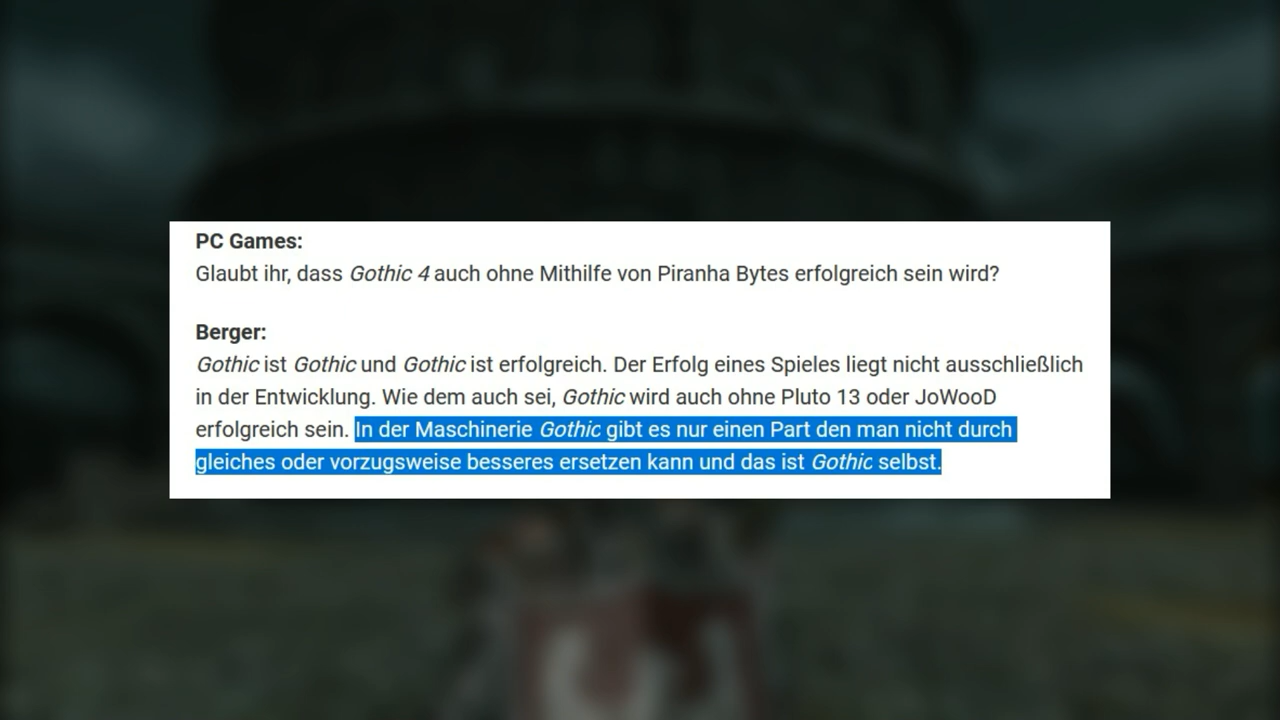 PC Games:
Glaubt ihr, dass Gothic 4 auch ohne Mithilfe von Piranha Bytes erfolgreich sein wird?
Berger:
Gothic ist Gothic und Gothic ist erfolgreich. Der Erfolg eines Spieles liegt nicht ausschließlich
in der Entwicklung. Wie dem auch sei, Gothic wird auch ohne Pluto 13 oder JoWooD
erfolgreich sein. In der Maschinerie Gothic gibt es nur einen Part den man nicht durch
gleiches oder vorzugsweise besseres ersetzen kann und das ist Gothic selbst.